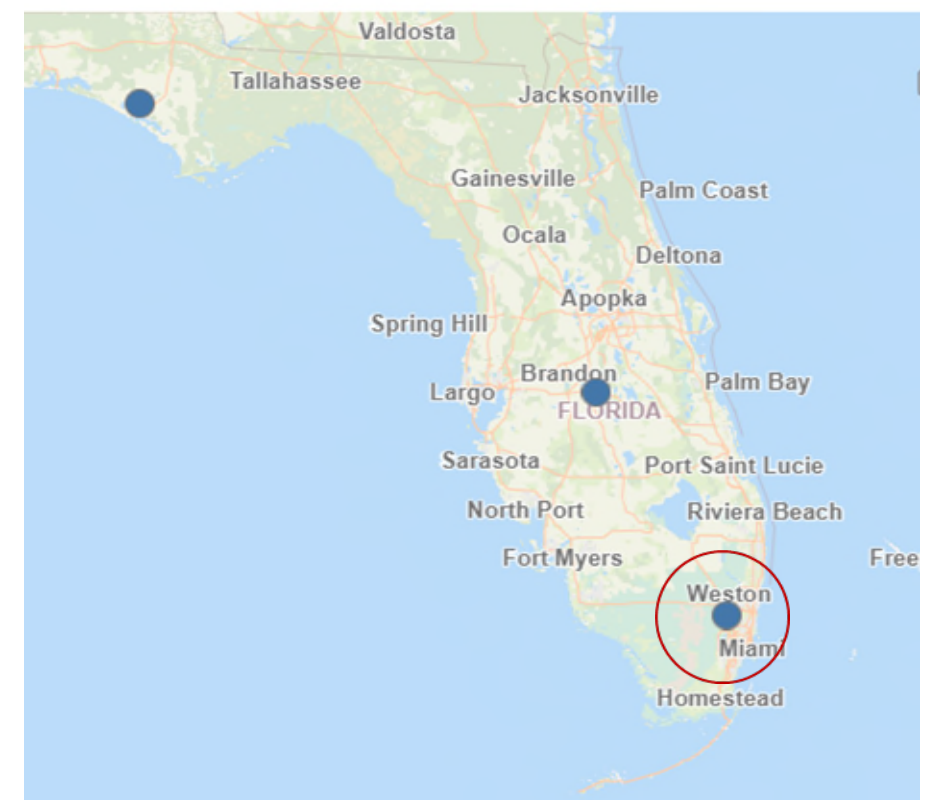 Valdosta
Tallahassee
Jacksonville
Gainesville
Palm Coast
Ocala
Deltona
Apopka
Spring Hill
Brandon
Palm Bay
Largo
FLORIDA
Sarasota
Port Saint Lucie
North Port
Riviera Beach
Fort Myers
Free
Weston
Miami
Homestead